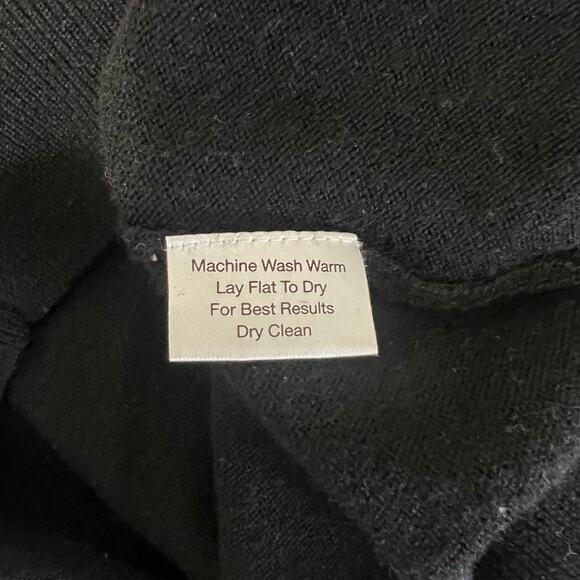 Machine Wash Warm
Lay Flat To Dry
For Best Results
Dry Clean